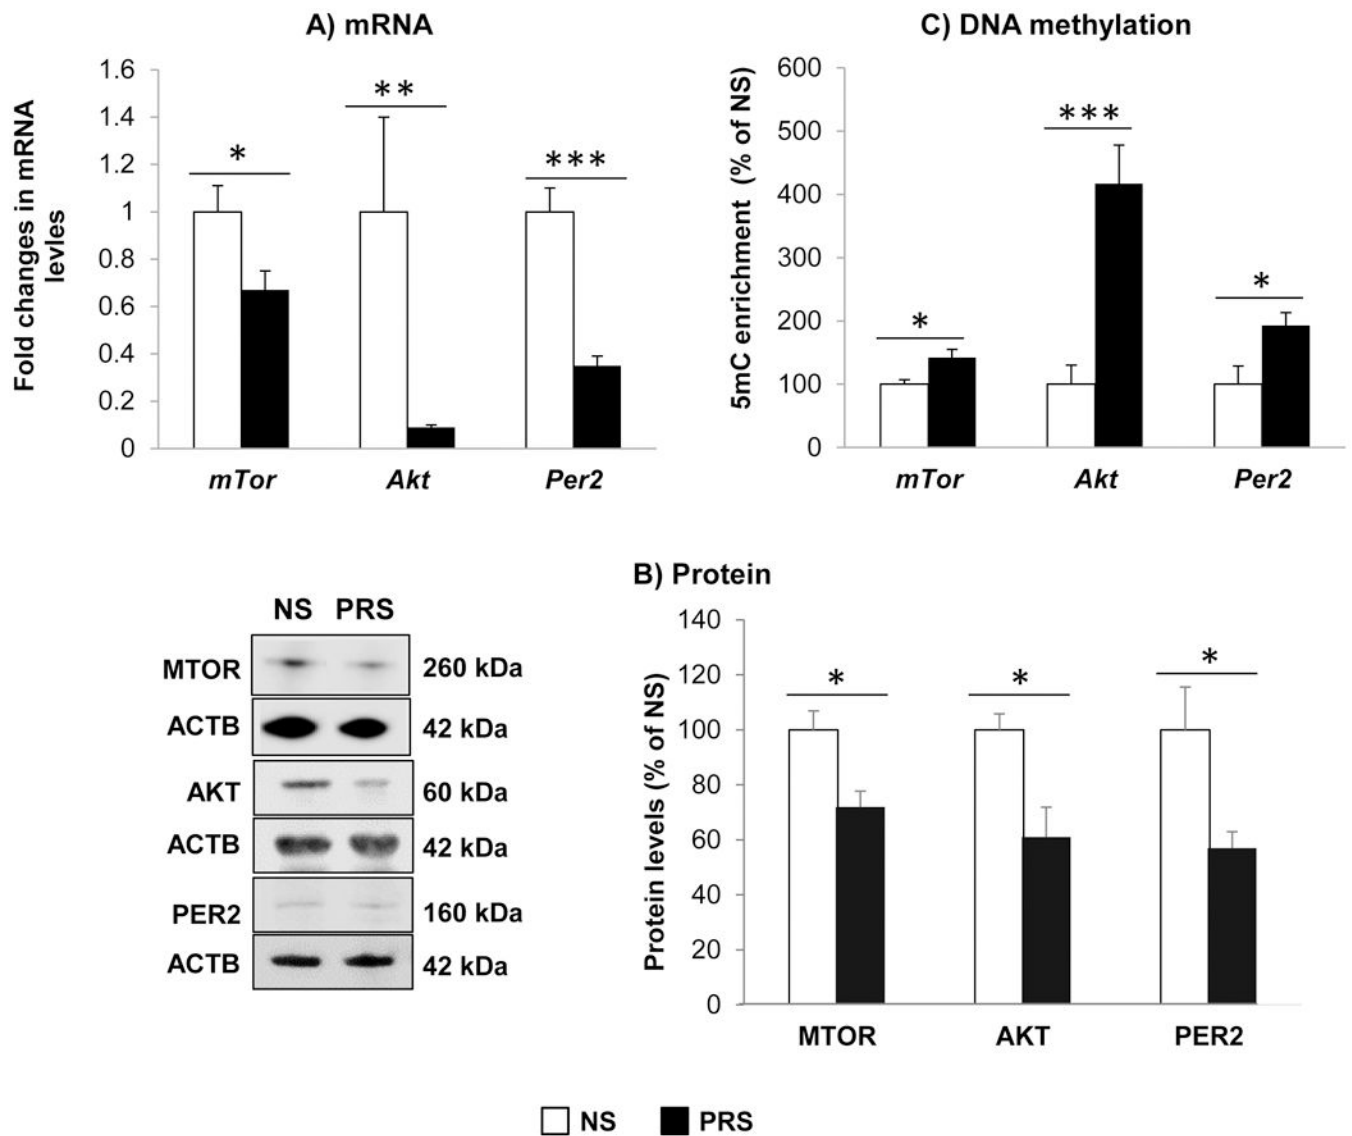 A) mRNA
Fold changes in mRNA
levles
1.6
1.4
1.2
1
0.8
0.6
0.4
0.2
0
*
**
***
mTor
Akt
Per2
C) DNA methylation
5mC enrichment (% of NS)
600
500
400
300
200
100
0
*
***
*
mTor
Akt
Per2
B) Protein
NS PRS
MTOR 260 kDa
ACTB 42 kDa
AKT 60 kDa
ACTB 42 kDa
PER2 160 kDa
ACTB 42 kDa
Protein levels (% of NS)
140
120
100
80
60
40
20
0
*
*
*
MTOR
AKT
PER2
NS PRS